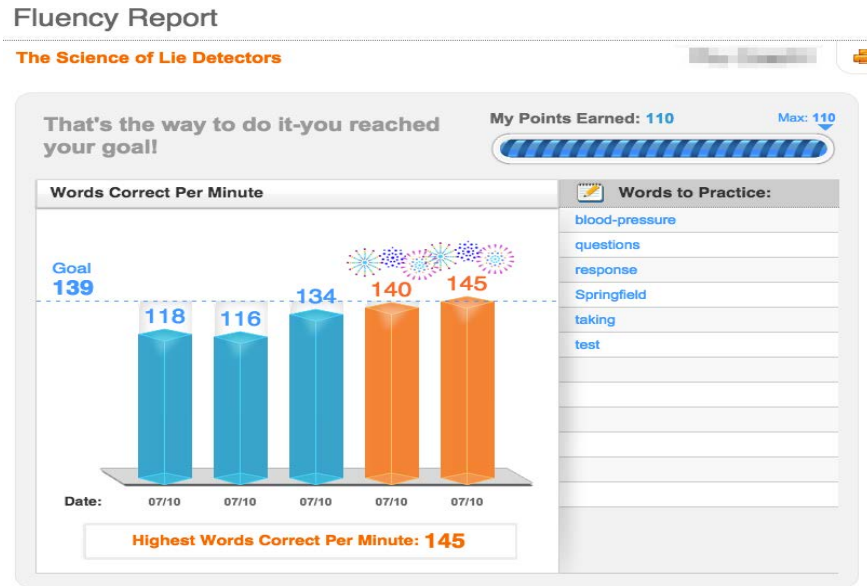 Fluency Report
The Science of Lie Detectors
That's the way to do it-you reached
your goal!
My Points Earned: 110
Max: 110
Words Correct Per Minute
Goal
139
118
116
134
140
145
Date:
07/10
07/10
07/10
07/10
07/10
Highest Words Correct Per Minute: 145
Words to Practice:
blood-pressure
questions
response
Springfield
taking
test